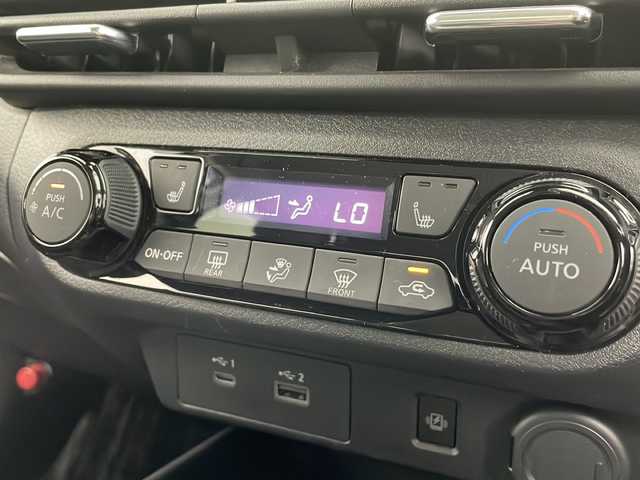 PUSH
A/C
LO
ON·OFF
REAR
FRONT
PUSH
AUTO
1
2